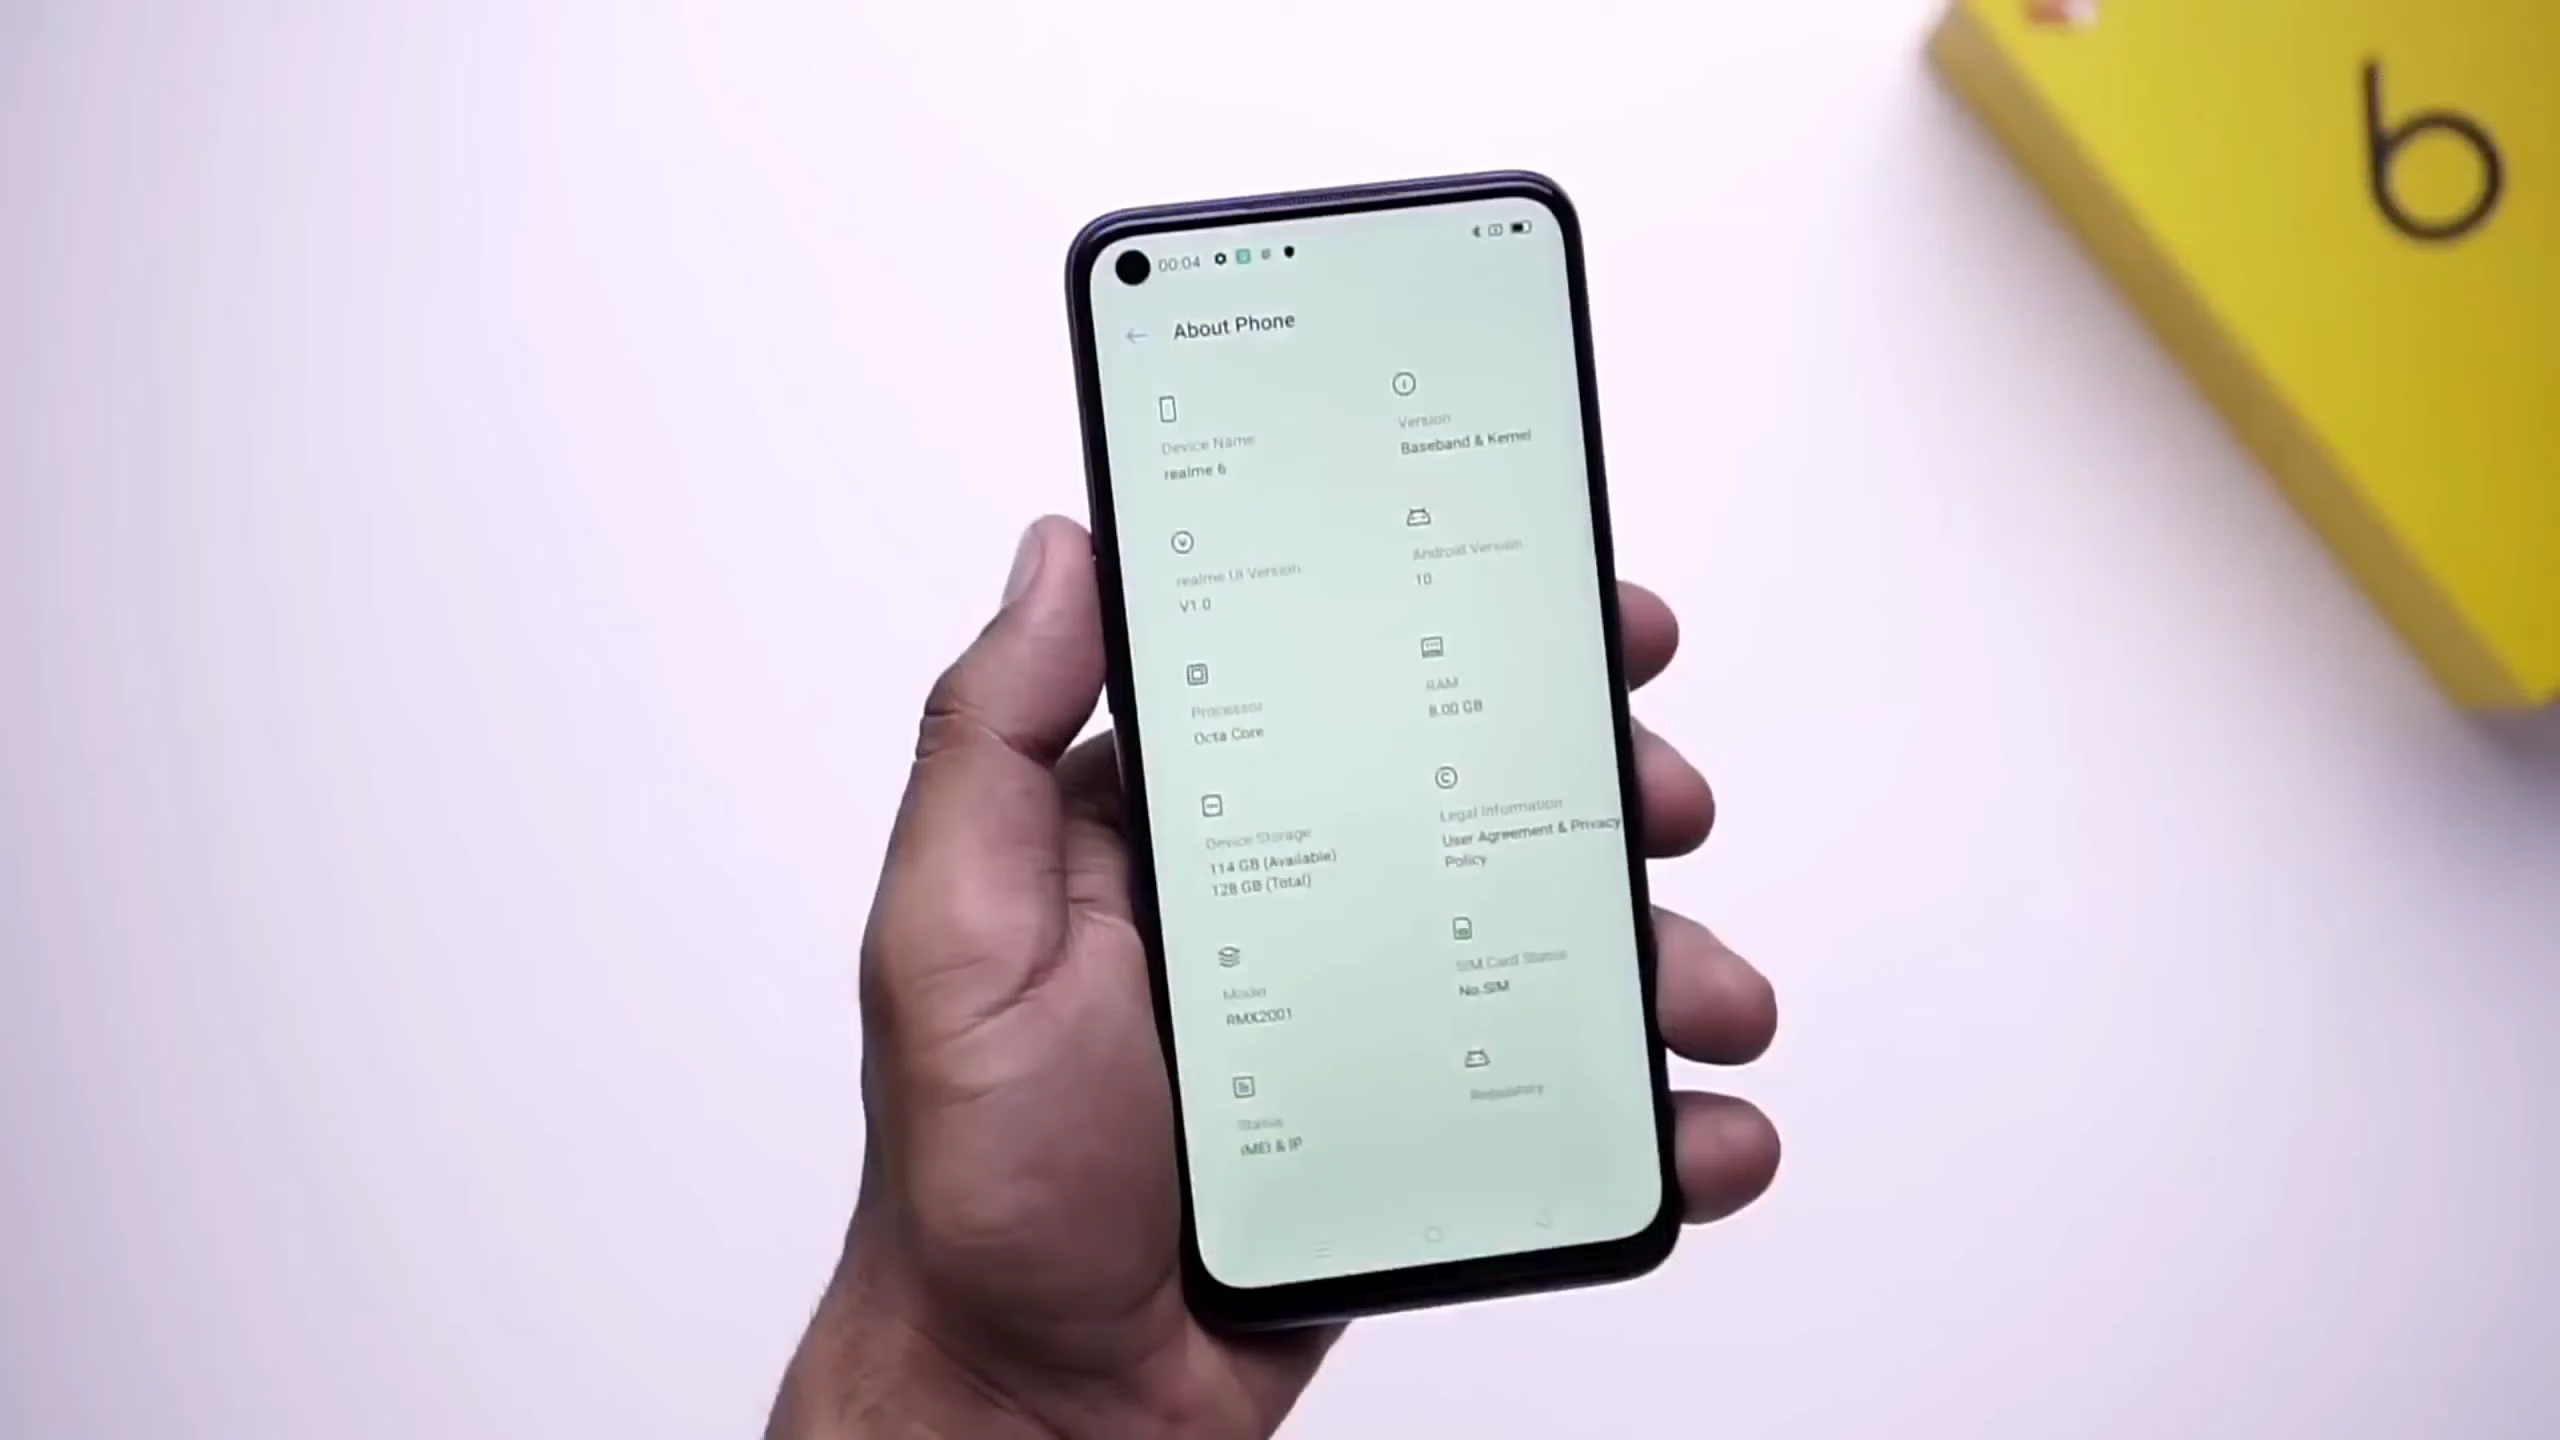 6
00:04
About Phone
Device Name
realme 6
Version
Baseband & Kernel
realme UI Version
V1.0
Android Version
10
Processor
Octa Core
RAM
8.00 GB
Device Storage
114 GB (Available)
128 GB (Total)
Legal Information
User Agreement & Privacy
Policy
Model
RMX2001
SIM Card Status
No SIM
Status
IMEI & IP
Regulatory